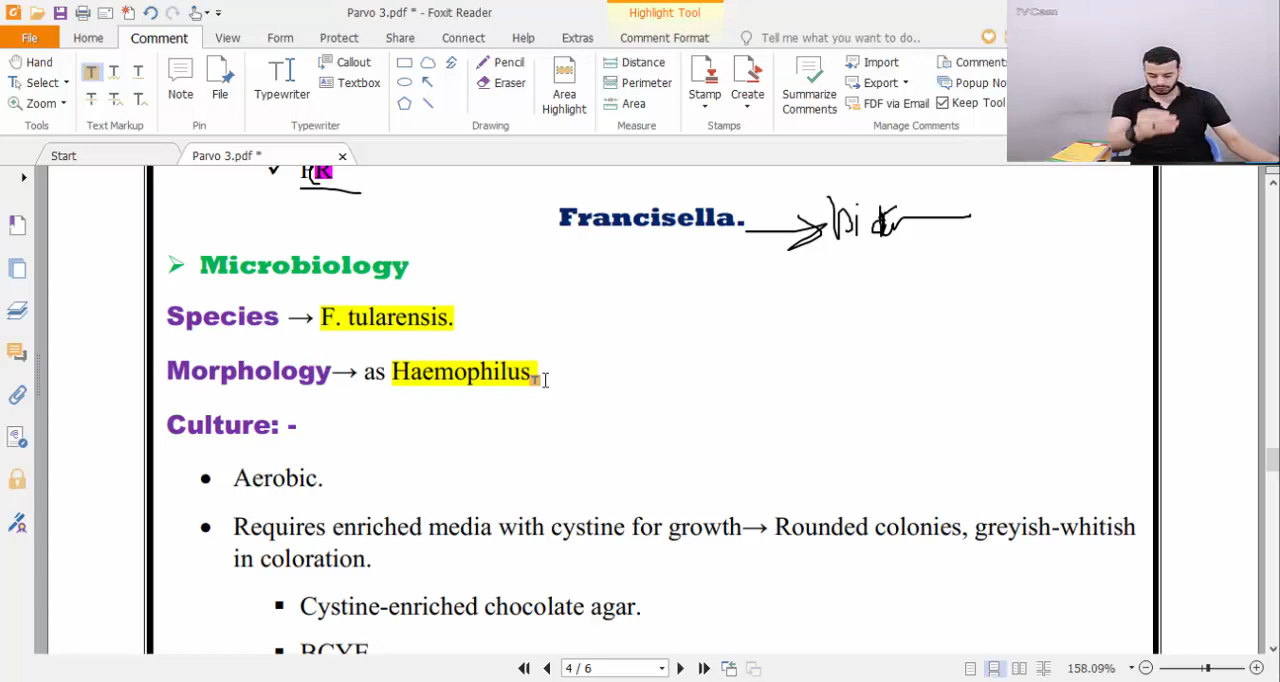 Parvo 3.pdf * - Foxit Reader
Highlight Tool
iVCam
File Home Comment View Form Protect Share Connect Help Extras Comment Format Tell me what you want to do..
Hand Select Zoom Tools
T T T T T T Text Markup
Note File Pin
Typewriter Callout Textbox Typewriter
Pencil Eraser Drawing
Area Highlight
Distance Perimeter Area Measure
Stamp Create Stamps
Summarize Comments Import Export FDF via Email Comment Popup No Keep Tool Manage Comments
Start Parvo 3.pdf *
Francisella.
➢ Microbiology
Species → F. tularensis.
Morphology→ as Haemophilus.
Culture: -
• Aerobic.
• Requires enriched media with cystine for growth→ Rounded colonies, greyish-whitish
in coloration.
▪ Cystine-enriched chocolate agar.
▪ BCYE
4 / 6 158.09%